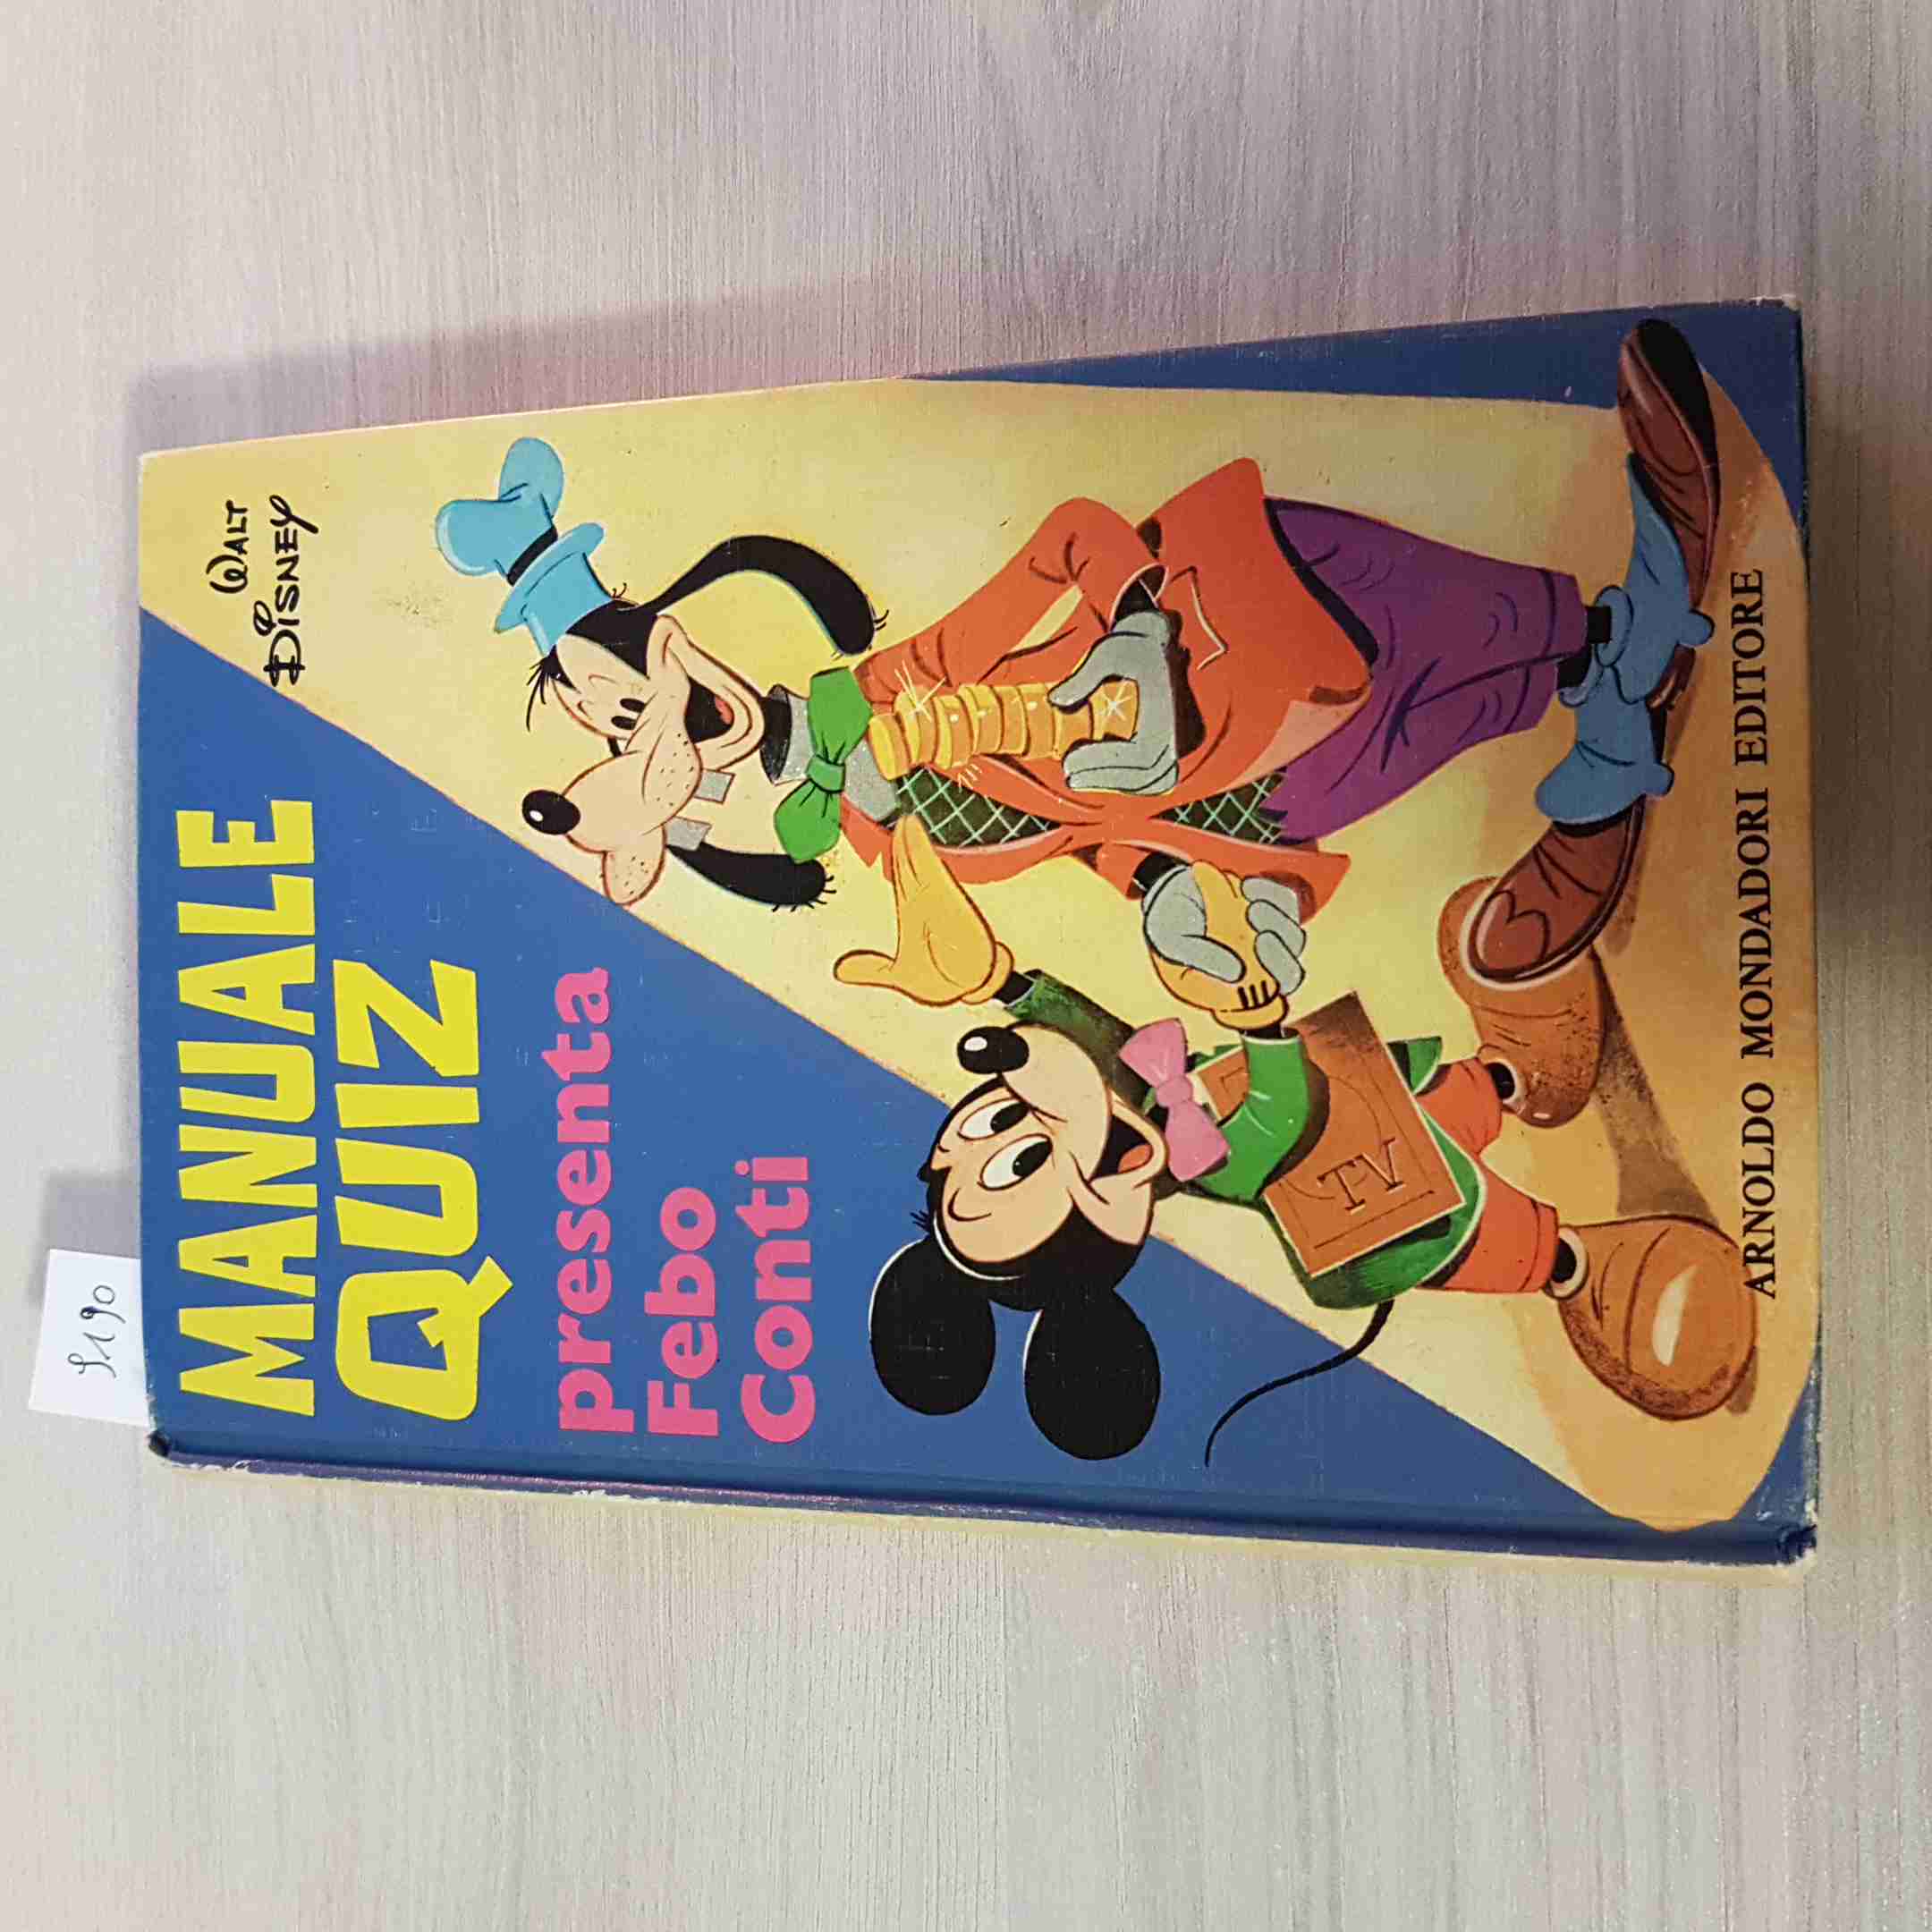 WALT
DISNEY
MANUALE
QUIZ
presenta
Febo
Conti
TV
ARNOLDO MONDADORI EDITORE